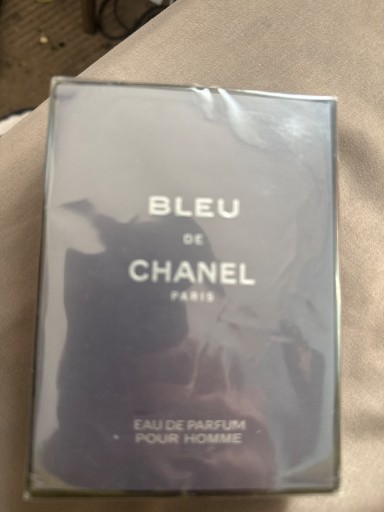 BLEU
DE
CHANEL
PARIS
EAU DE PARFUM
POUR HOMME